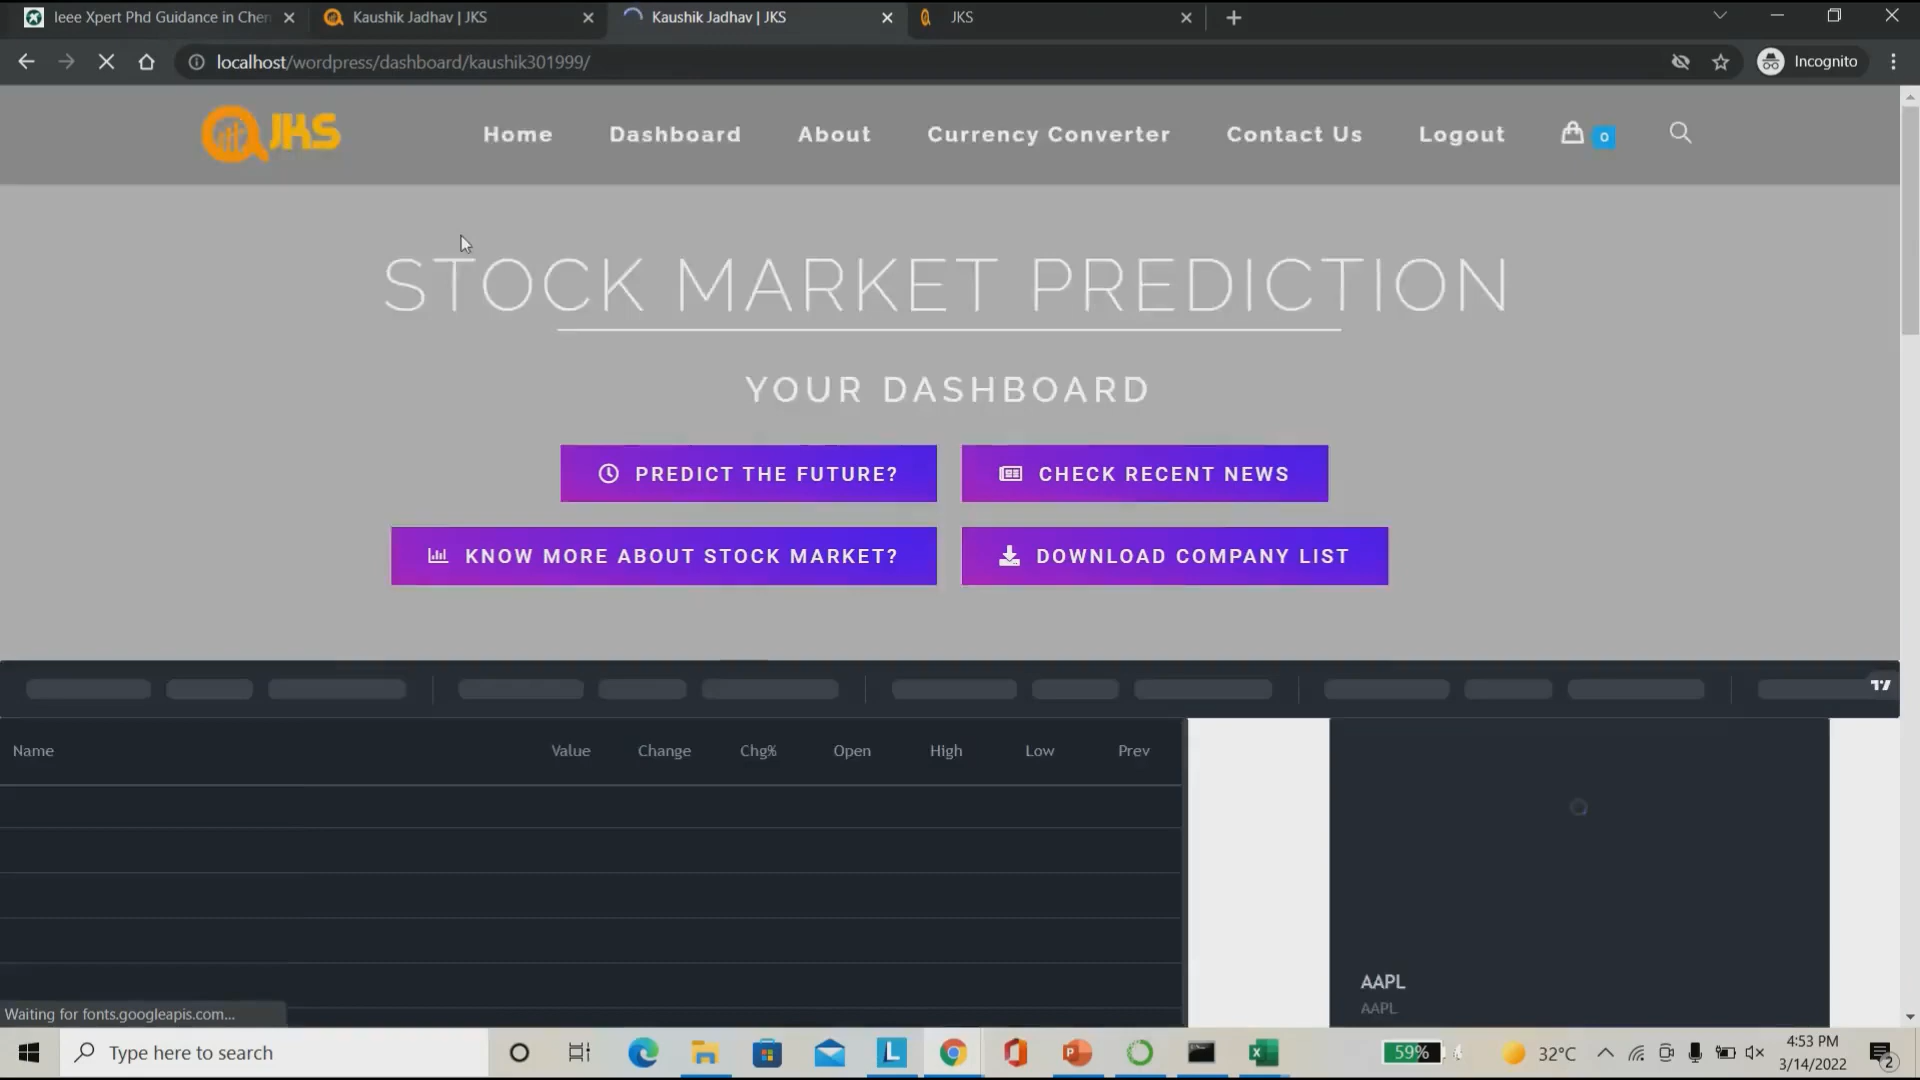 Ieee Xpert Phd Guidance in Chen
Kaushik Jadhav | JKS
Kaushik Jadhav | JKS
JKS
localhost/wordpress/dashboard/kaushik301999/
Incognito
JKS
Home
Dashboard
About
Currency Converter
Contact Us
Logout
0
STOCK MARKET PREDICTION
YOUR DASHBOARD
PREDICT THE FUTURE?
CHECK RECENT NEWS
KNOW MORE ABOUT STOCK MARKET?
DOWNLOAD COMPANY LIST
Name Value Change Chg% Open High Low Prev
AAPL
AAPL
Waiting for fonts.googleapis.com...
Type here to search
L
59%
32°C
4:53 PM
3/14/2022
2